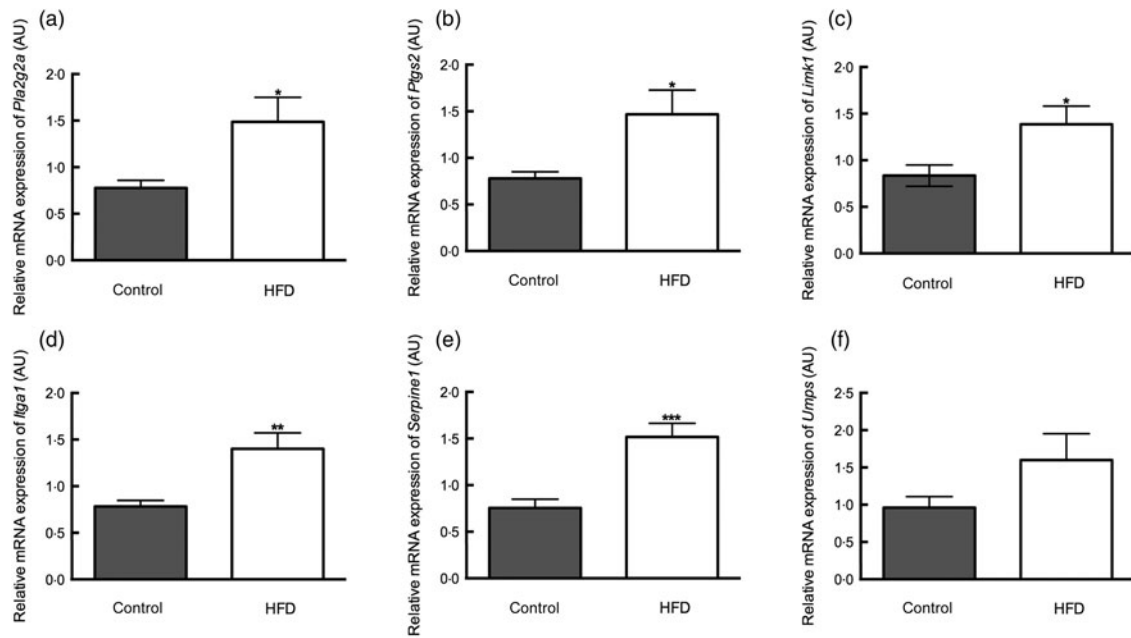 (a)
Relative mRNA expression of Pla2g2a (AU)
2·0
*
1·5
1·0
0·5
0·0
Control HFD
(b)
Relative mRNA expression of Ptgs2 (AU)
2·0
*
1·5
1·0
0·5
0·0
Control HFD
(c)
Relative mRNA expression of Limk1 (AU)
2·0
*
1·5
1·0
0·5
0·0
Control HFD
(d)
Relative mRNA expression of Itga1 (AU)
2·0
**
1·5
1·0
0·5
0·0
Control HFD
(e)
Relative mRNA expression of Serpine1 (AU)
2·0
***
1·5
1·0
0·5
0·0
Control HFD
(f)
Relative mRNA expression of Umps (AU)
2·5
2·0
1·5
1·0
0·5
0·0
Control HFD